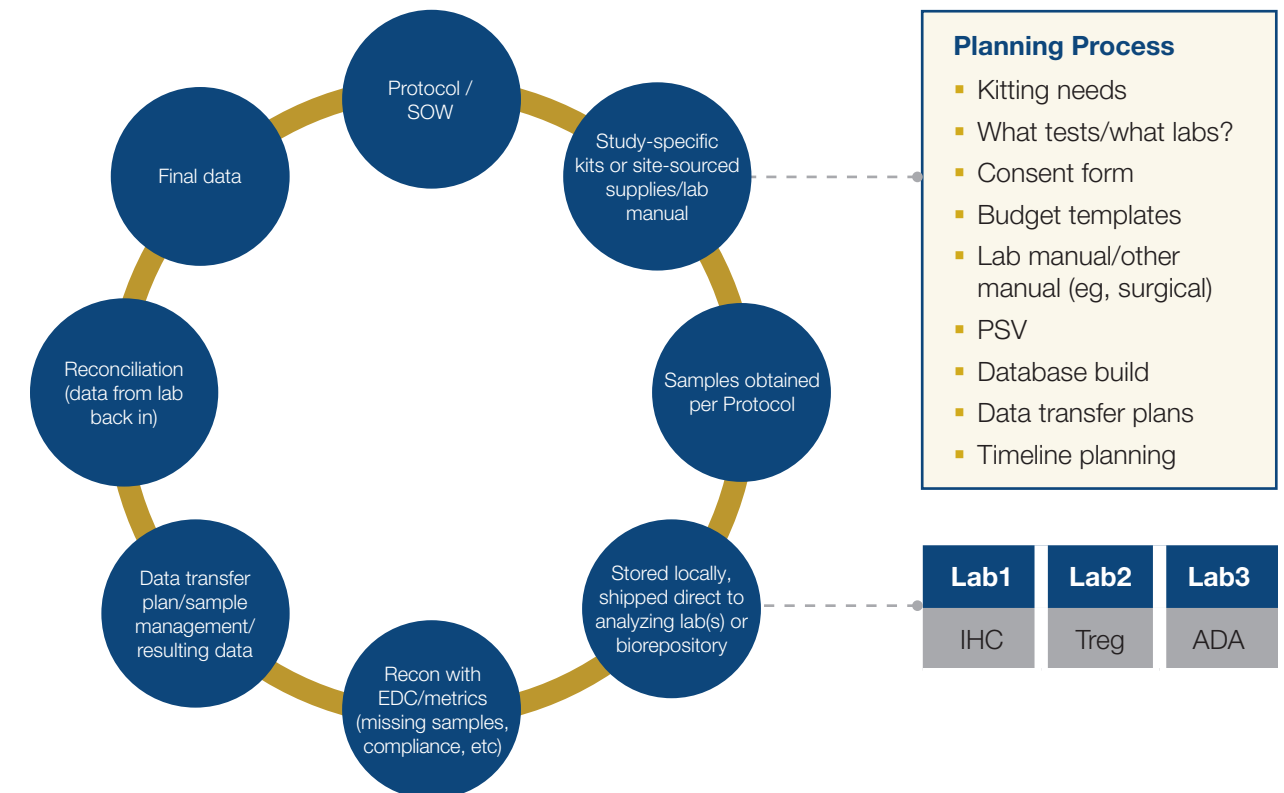 Protocol /
SOW
Study-specific
kits or site-sourced
supplies/lab
manual
Samples obtained
per Protocol
Stored locally,
shipped direct to
analyzing lab(s) or
biorepository
Recon with
EDC/metrics
(missing samples,
compliance, etc)
Data transfer
plan/sample
management/
resulting data
Reconciliation
(data from lab
back in)
Final data
Planning Process
▪ Kitting needs
▪ What tests/what labs?
▪ Consent form
▪ Budget templates
▪ Lab manual/other
manual (eg, surgical)
▪ PSV
▪ Database build
▪ Data transfer plans
▪ Timeline planning
Lab1 Lab2 Lab3
IHC Treg ADA